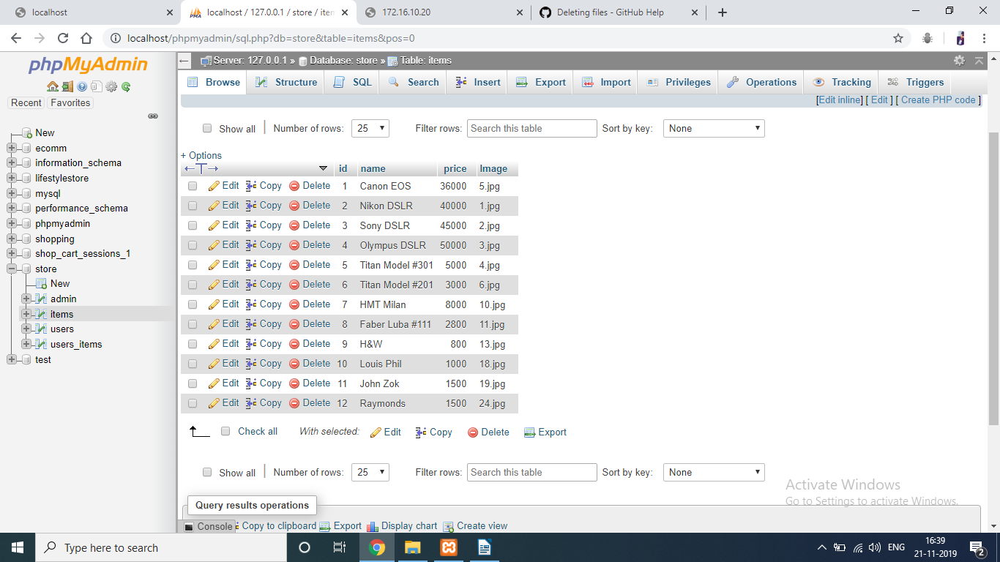 localhost
localhost / 127.0.0.1 / store / iten
172.16.10.20
Deleting files - GitHub Help
localhost/phpmyadmin/sql.php?db=store&table=items&pos=0
phpMyAdmin
Recent Favorites
New
ecomm
information_schema
lifestylestore
mysql
performance_schema
phpmyadmin
shopping
shop_cart_sessions_1
store
New
admin
items
users
users_items
test
Server: 127.0.0.1 » Database: store » Table: items
Browse Structure SQL Search Insert Export Import Privileges Operations Tracking Triggers
[Edit inline] [ Edit ] [ Create PHP code ]
Show all Number of rows: 25 Filter rows: Search this table Sort by key: None
+ Options
id name price Image
Edit Copy Delete 1 Canon EOS 36000 5.jpg
Edit Copy Delete 2 Nikon DSLR 40000 1.jpg
Edit Copy Delete 3 Sony DSLR 45000 2.jpg
Edit Copy Delete 4 Olympus DSLR 50000 3.jpg
Edit Copy Delete 5 Titan Model #301 5000 4.jpg
Edit Copy Delete 6 Titan Model #201 3000 6.jpg
Edit Copy Delete 7 HMT Milan 8000 10.jpg
Edit Copy Delete 8 Faber Luba #111 2800 11.jpg
Edit Copy Delete 9 H&W 800 13.jpg
Edit Copy Delete 10 Louis Phil 1000 18.jpg
Edit Copy Delete 11 John Zok 1500 19.jpg
Edit Copy Delete 12 Raymonds 1500 24.jpg
Check all With selected: Edit Copy Delete Export
Show all Number of rows: 25 Filter rows: Search this table Sort by key: None
Activate Windows
Go to Settings to activate Windows.
Query results operations
Console Copy to clipboard Export Display chart Create view
Type here to search
ENG
16:39
21-11-2019
2